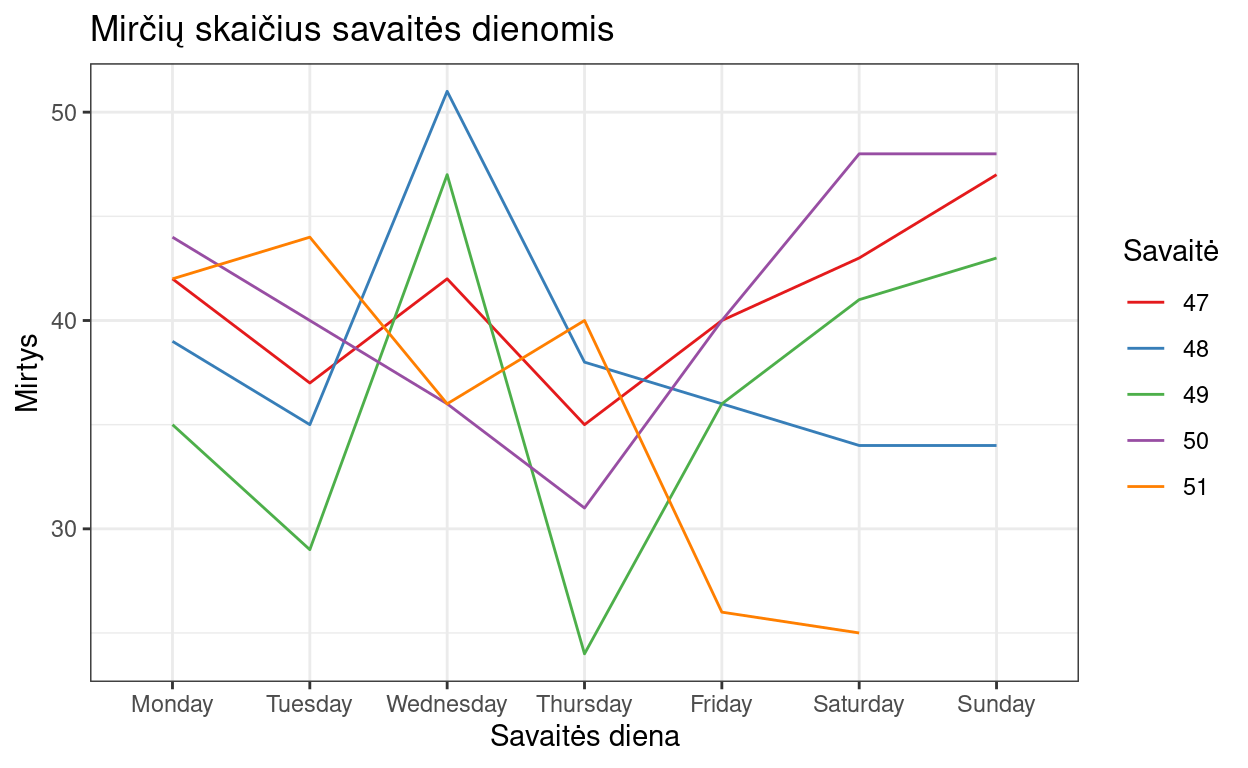 Mirčių skaičius savaitės dienomis
Mirtys
50
40
30
Monday Tuesday Wednesday Thursday Friday Saturday Sunday
Savaitės diena
Savaitė
47
48
49
50
51